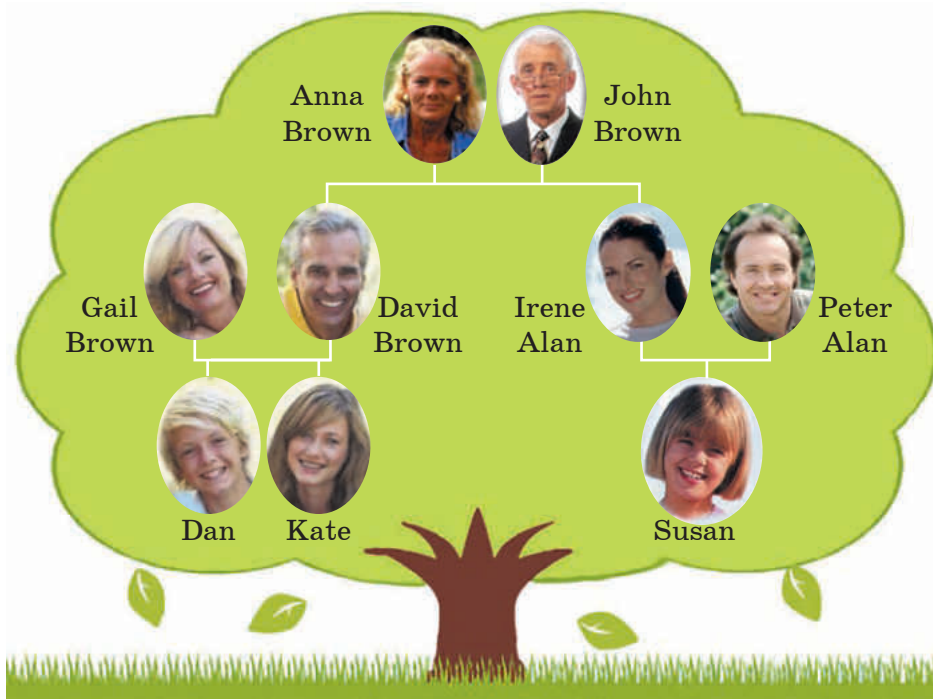 Anna
Brown
John
Brown
Gail
Brown
David
Brown
Irene
Alan
Peter
Alan
Dan
Kate
Susan